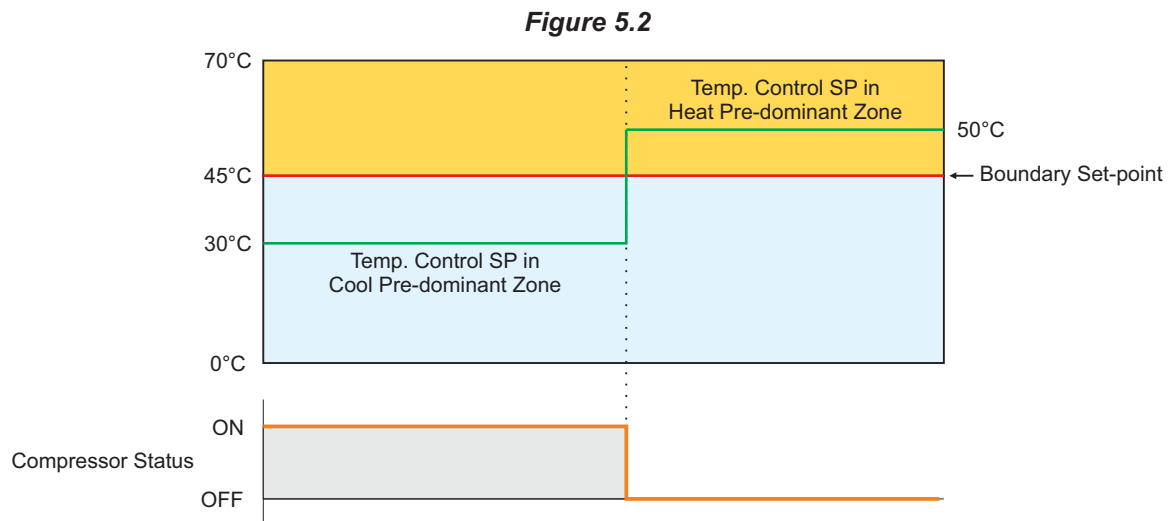 Figure 5.2
70°C
Temp. Control SP in
Heat Pre-dominant Zone
50°C
45°C
Boundary Set-point
30°C
Temp. Control SP in
Cool Pre-dominant Zone
0°C
ON
Compressor Status
OFF